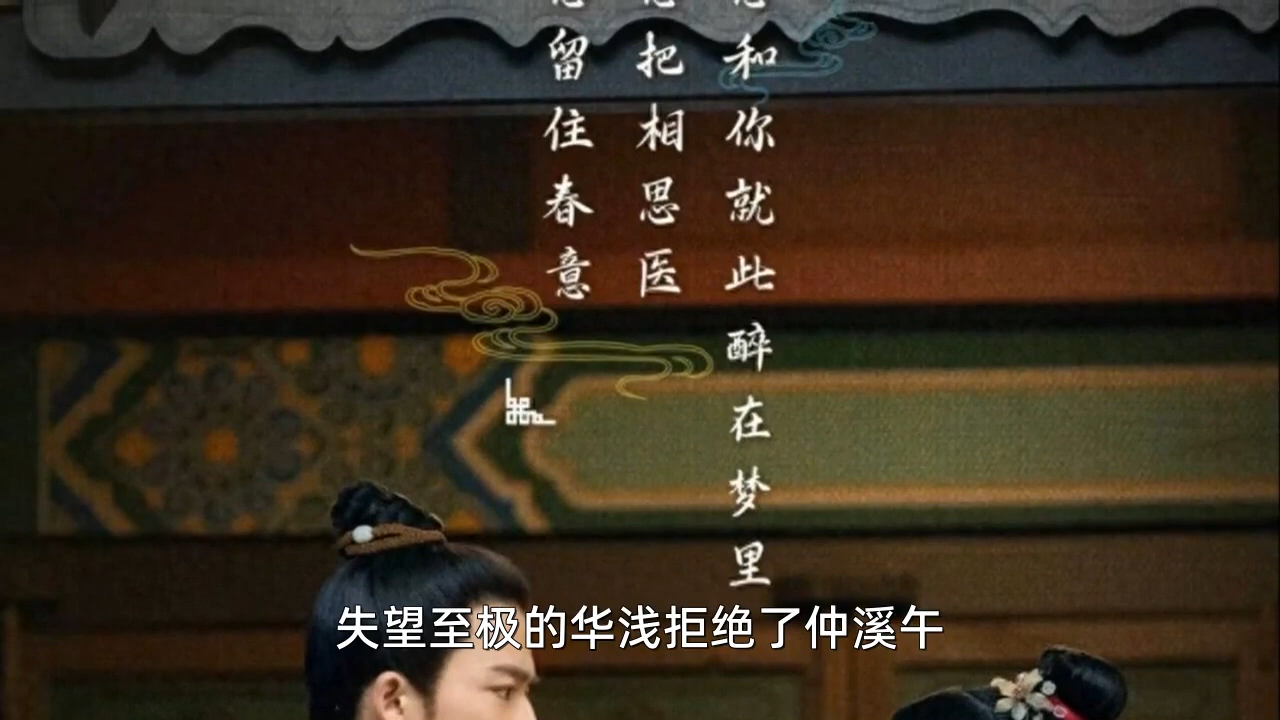 和你就此醉在梦里
把相思医
留住春意
失望至极的华浅拒绝了仲溪午